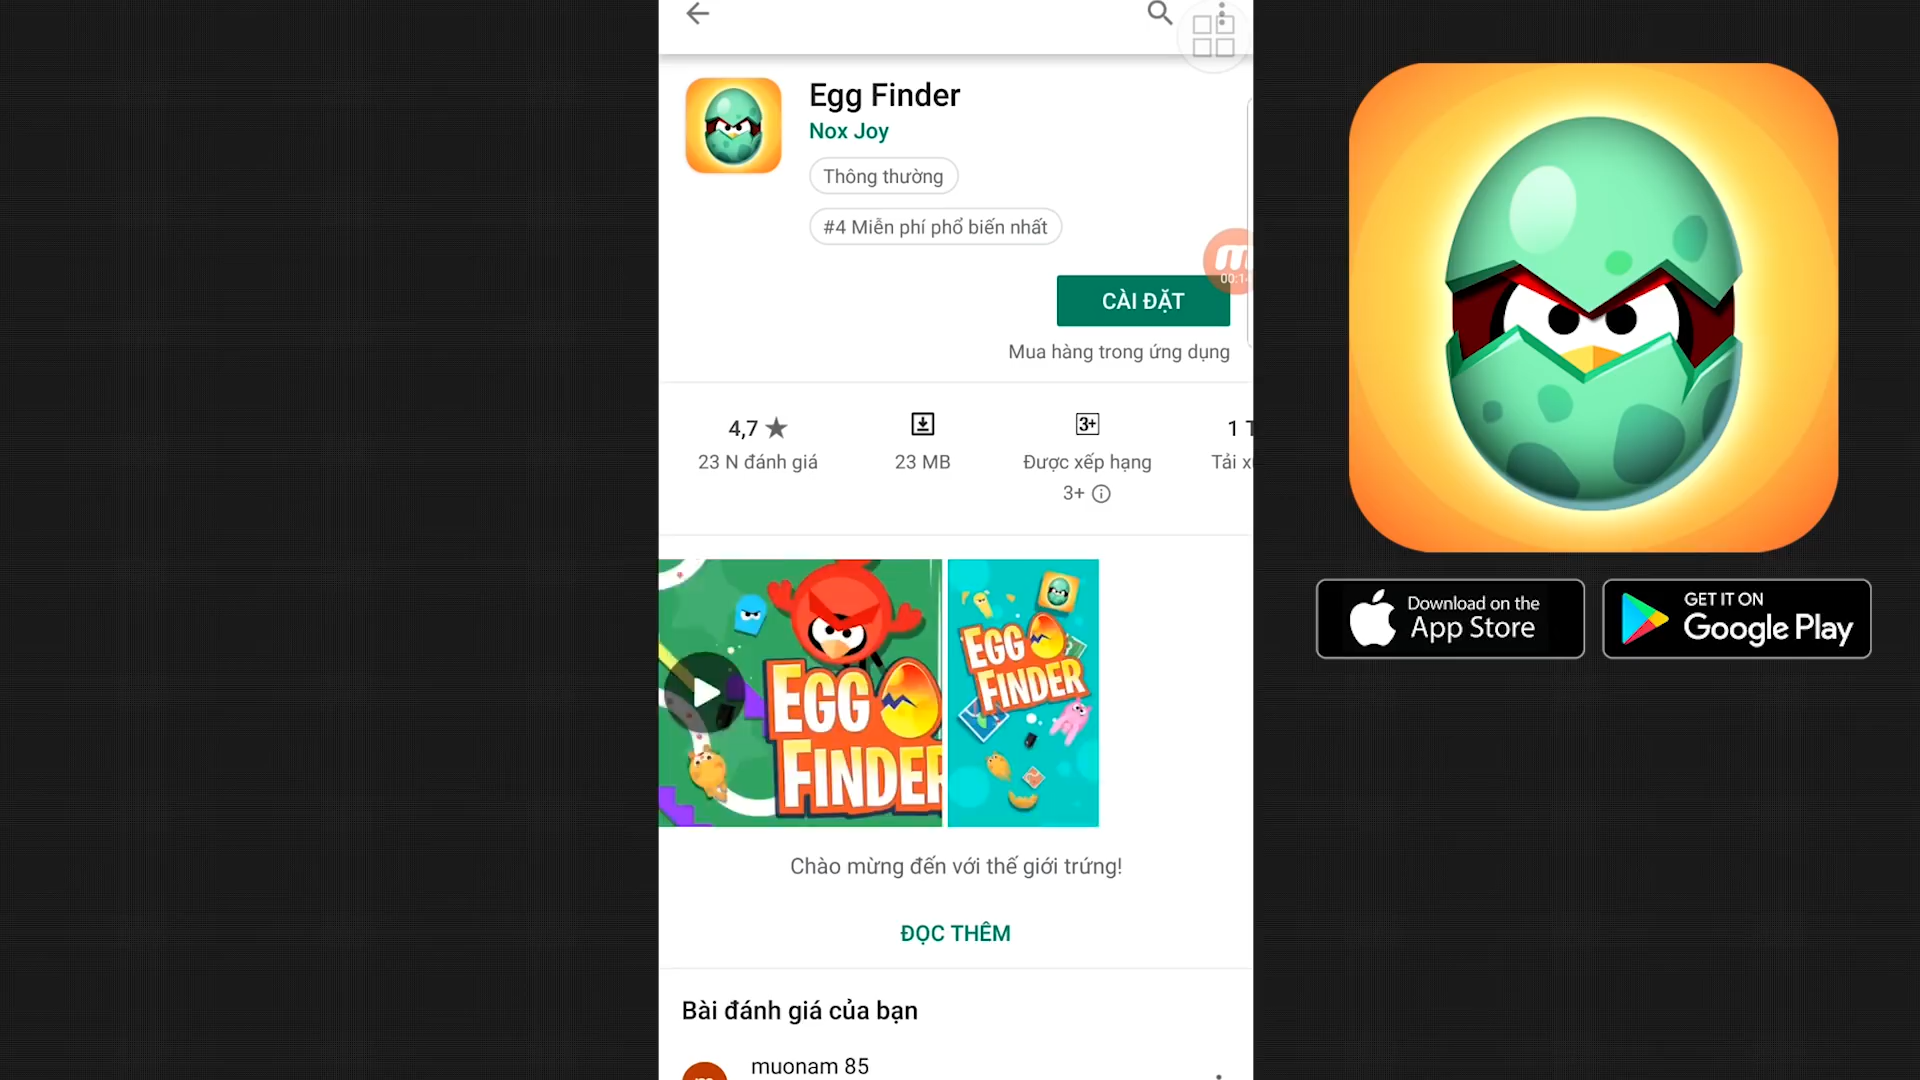 Egg Finder
Nox Joy
Thông thường
#4 Miễn phí phổ biến nhất
CÀI ĐẶT
Mua hàng trong ứng dụng
4,7
23 N đánh giá
23 MB
3+
Được xếp hạng
3+
1
Tải
EGG
FINDER
EGG
FINDER
Chào mừng đến với thế giới trứng!
ĐỌC THÊM
Bài đánh giá của bạn
muonam 85
Download on the
App Store
GET IT ON
Google Play